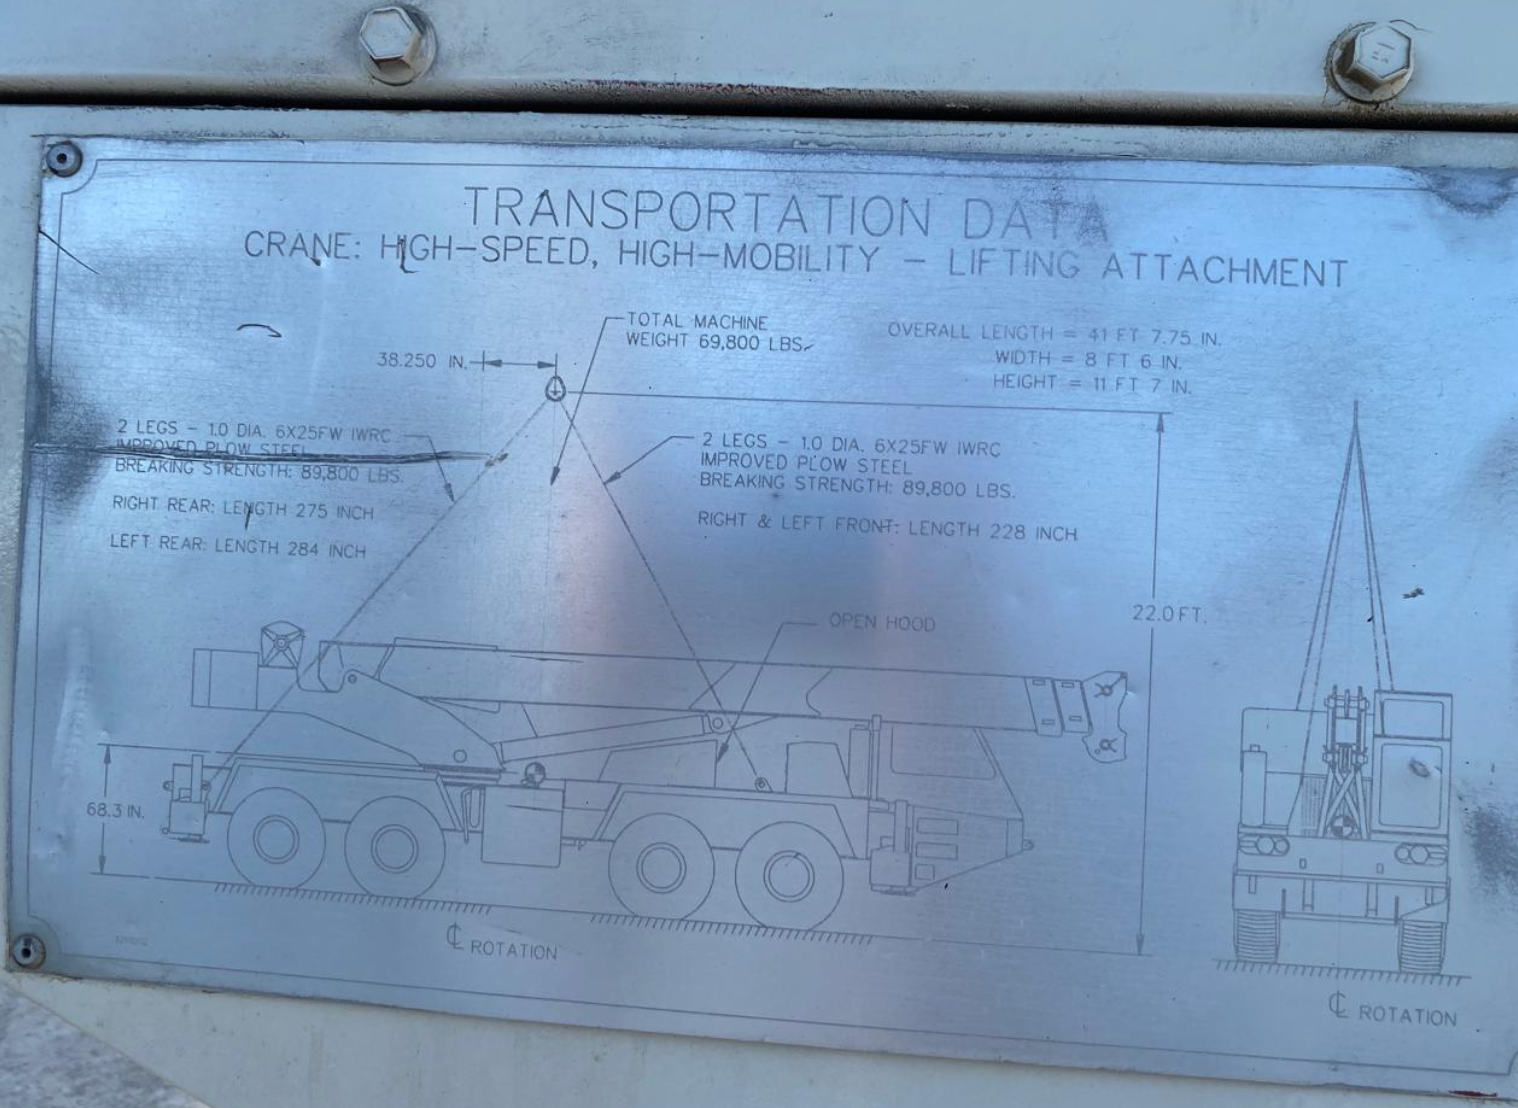 TRANSPORTATION DATA
CRANE: HIGH-SPEED, HIGH-MOBILITY - LIFTING ATTACHMENT
TOTAL MACHINE
WEIGHT 69,800 LBS.
OVERALL LENGTH = 41 FT 7.75 IN.
WIDTH = 8 FT 6 IN.
HEIGHT = 11 FT 7 IN.
38.250 IN.
2 LEGS - 1.0 DIA. 6X25FW IWRC
IMPROVED PLOW STEEL
BREAKING STRENGTH: 89,800 LBS.
RIGHT REAR: LENGTH 275 INCH
LEFT REAR: LENGTH 284 INCH
2 LEGS - 1.0 DIA. 6X25FW IWRC
IMPROVED PLOW STEEL
BREAKING STRENGTH: 89,800 LBS.
RIGHT & LEFT FRONT: LENGTH 228 INCH
OPEN HOOD
22.0 FT.
68.3 IN.
℄ ROTATION
℄ ROTATION